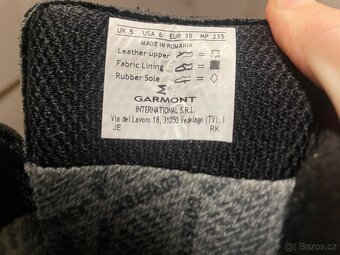 UK 5 USA 6 EUR 38 MP 235
MADE IN RUMANIA
Leather upper
Fabric Lining
Rubber Sole
GARMONT
INTERNATIONAL S.R.L.
Via del Lavoro 18, 31050 Vedelago (TV), I
JE RK
Bazos.cz